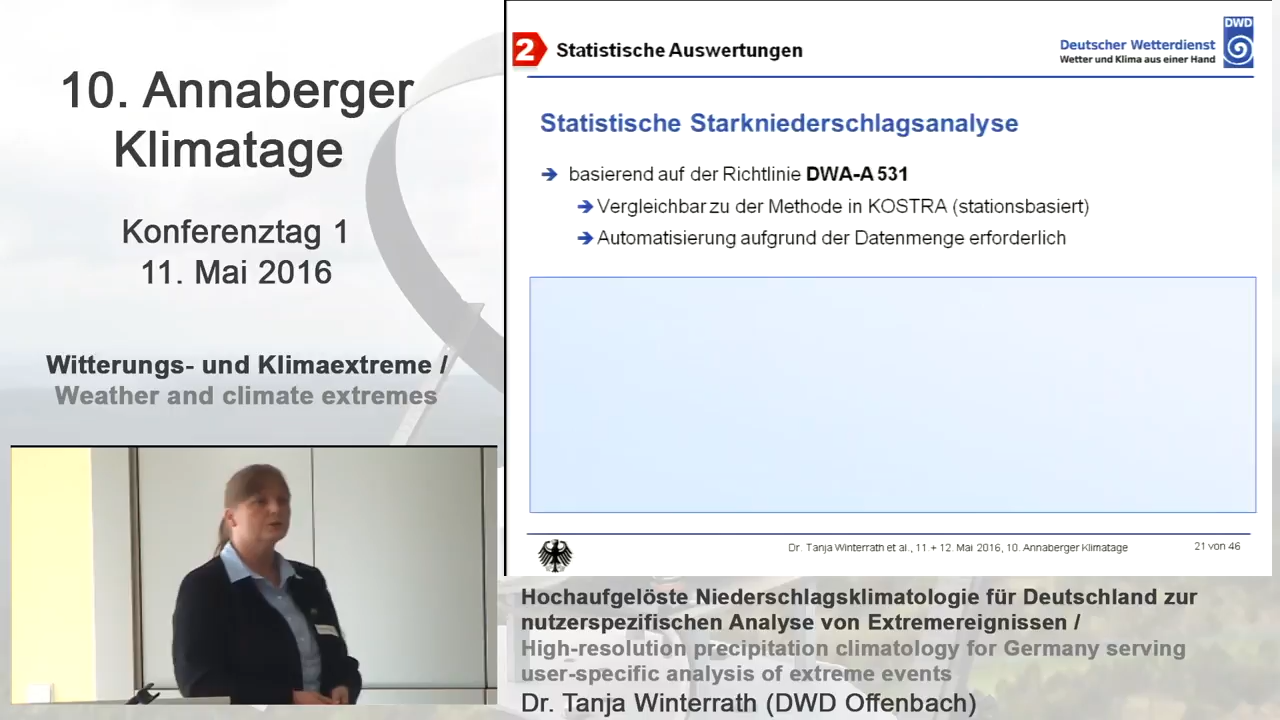 10. Annaberger
Klimatage
Konferenztag 1
11. Mai 2016
Witterungs- und Klimaextreme /
Weather and climate extremes
2 Statistische Auswertungen
DWD
Deutscher Wetterdienst
Wetter und Klima aus einer Hand
Statistische Starkniederschlagsanalyse
basierend auf der Richtlinie DWA-A 531
Vergleichbar zu der Methode in KOSTRA (stationsbasiert)
Automatisierung aufgrund der Datenmenge erforderlich
Dr. Tanja Winterrath et al., 11 + 12. Mai 2016, 10. Annaberger Klimatage
21 von 46
Hochaufgelöste Niederschlagsklimatologie für Deutschland zur
nutzerspezifischen Analyse von Extremereignissen /
High-resolution precipitation climatology for Germany serving
user-specific analysis of extreme events
Dr. Tanja Winterrath (DWD Offenbach)